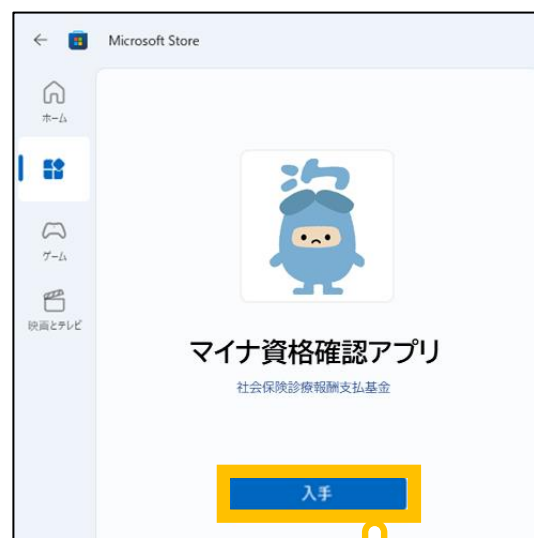 Microsoft Store
ホーム
ゲーム
映画とテレビ
マイナ資格確認アプリ
社会保険診療報酬支払基金
入手